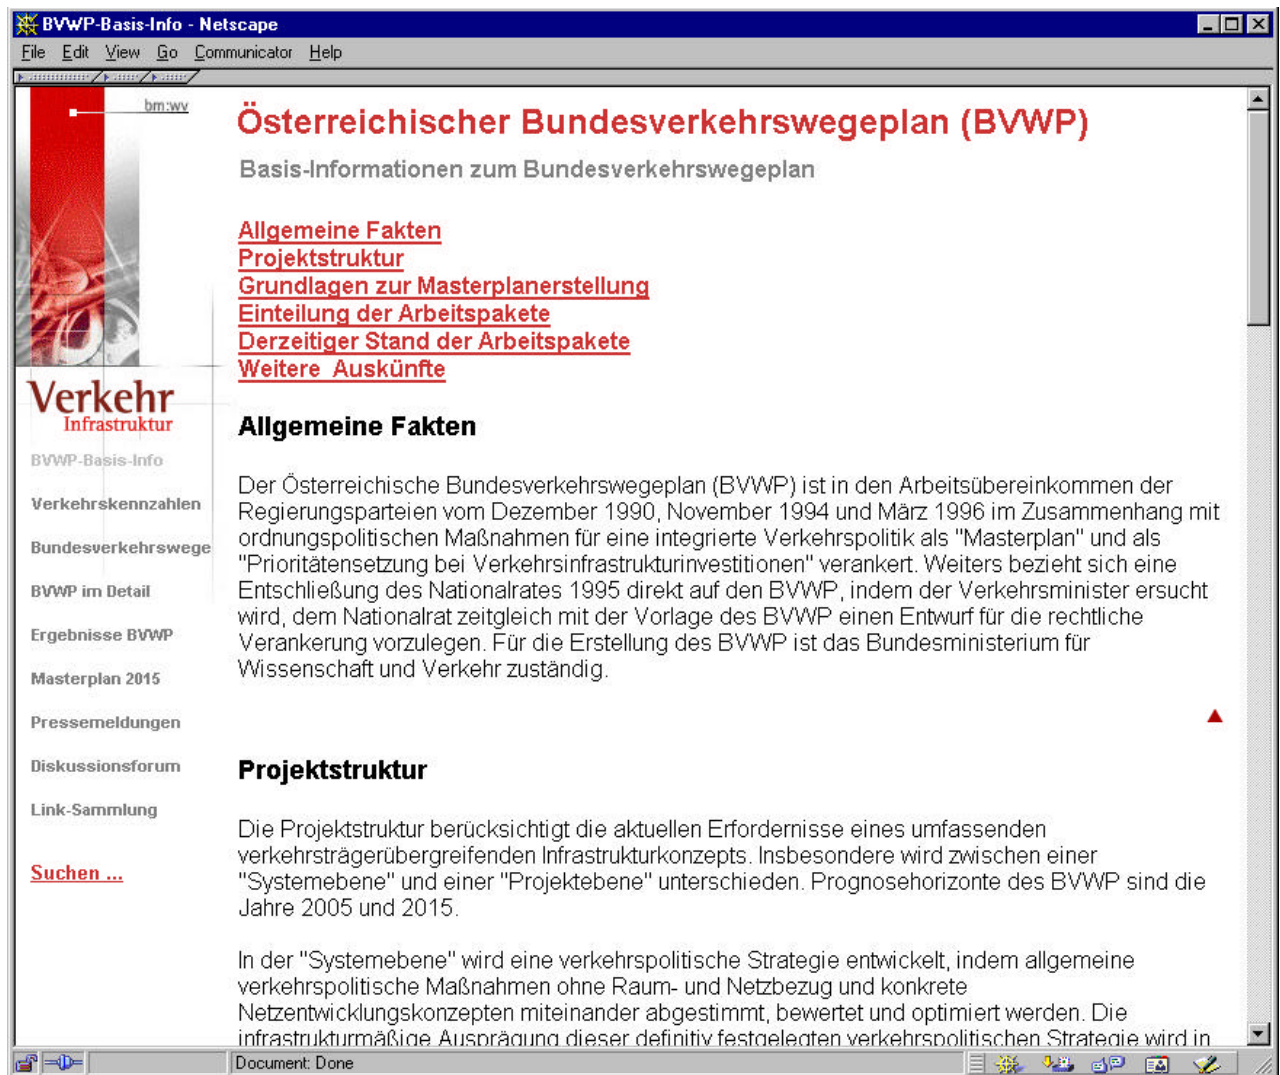 BVWP-Basis-Info - Netscape
File Edit View Go Communicator Help
bm:wv
Österreichischer Bundesverkehrswegeplan (BVWP)
Basis-Informationen zum Bundesverkehrswegeplan
Allgemeine Fakten
Projektstruktur
Grundlagen zur Masterplanerstellung
Einteilung der Arbeitspakete
Derzeitiger Stand der Arbeitspakete
Weitere Auskünfte
Verkehr
Infrastruktur
BVWP-Basis-Info
Verkehrskennzahlen
Bundesverkehrswege
BVWP im Detail
Ergebnisse BVWP
Masterplan 2015
Pressemeldungen
Diskussionsforum
Link-Sammlung
Suchen ...
Allgemeine Fakten
Der Österreichische Bundesverkehrswegeplan (BVWP) ist in den Arbeitsübereinkommen der
Regierungsparteien vom Dezember 1990, November 1994 und März 1996 im Zusammenhang mit
ordnungspolitischen Maßnahmen für eine integrierte Verkehrspolitik als "Masterplan" und als
"Prioritätensetzung bei Verkehrsinfrastrukturinvestitionen" verankert. Weiters bezieht sich eine
Entschließung des Nationalrates 1995 direkt auf den BVWP, indem der Verkehrsminister ersucht
wird, dem Nationalrat zeitgleich mit der Vorlage des BVWP einen Entwurf für die rechtliche
Verankerung vorzulegen. Für die Erstellung des BVWP ist das Bundesministerium für
Wissenschaft und Verkehr zuständig.
Projektstruktur
Die Projektstruktur berücksichtigt die aktuellen Erfordernisse eines umfassenden
verkehrsträgerübergreifenden Infrastrukturkonzepts. Insbesondere wird zwischen einer
"Systemebene" und einer "Projektebene" unterschieden. Prognosehorizonte des BVWP sind die
Jahre 2005 und 2015.
In der "Systemebene" wird eine verkehrspolitische Strategie entwickelt, indem allgemeine
verkehrspolitische Maßnahmen ohne Raum- und Netzbezug und konkrete
Netzentwicklungskonzepten miteinander abgestimmt, bewertet und optimiert werden. Die
infrastrukturmäßige Ausprägung dieser definitiv festgelegten verkehrspolitischen Strategie wird in
Document: Done